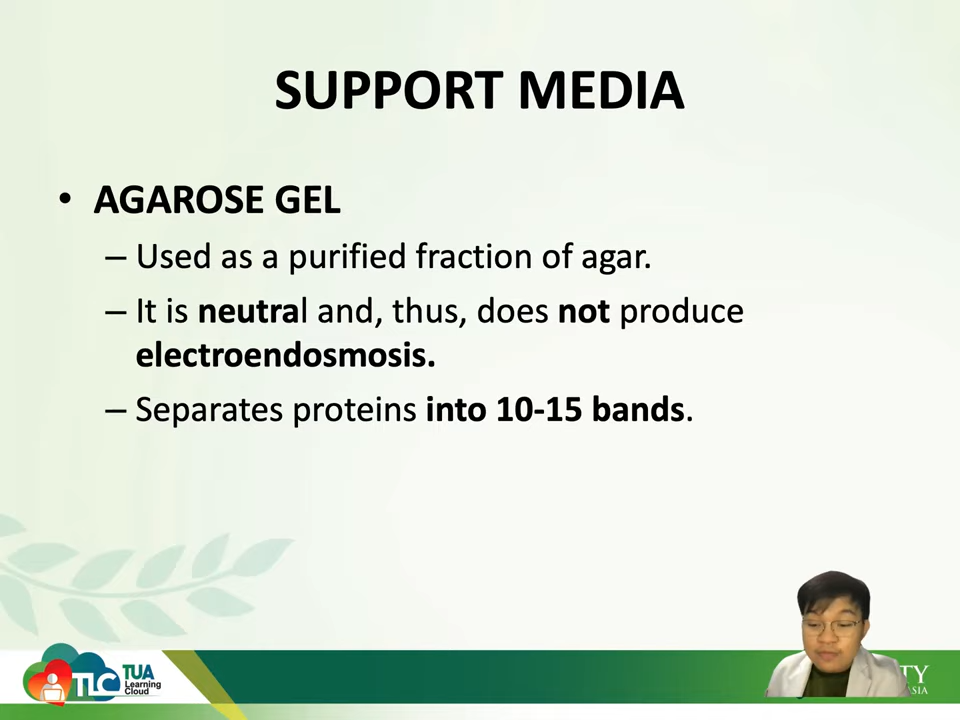 SUPPORT MEDIA
• AGAROSE GEL
– Used as a purified fraction of agar.
– It is neutral and, thus, does not produce
electroendosmosis.
– Separates proteins into 10-15 bands.
TLC
TUA
Learning
Cloud